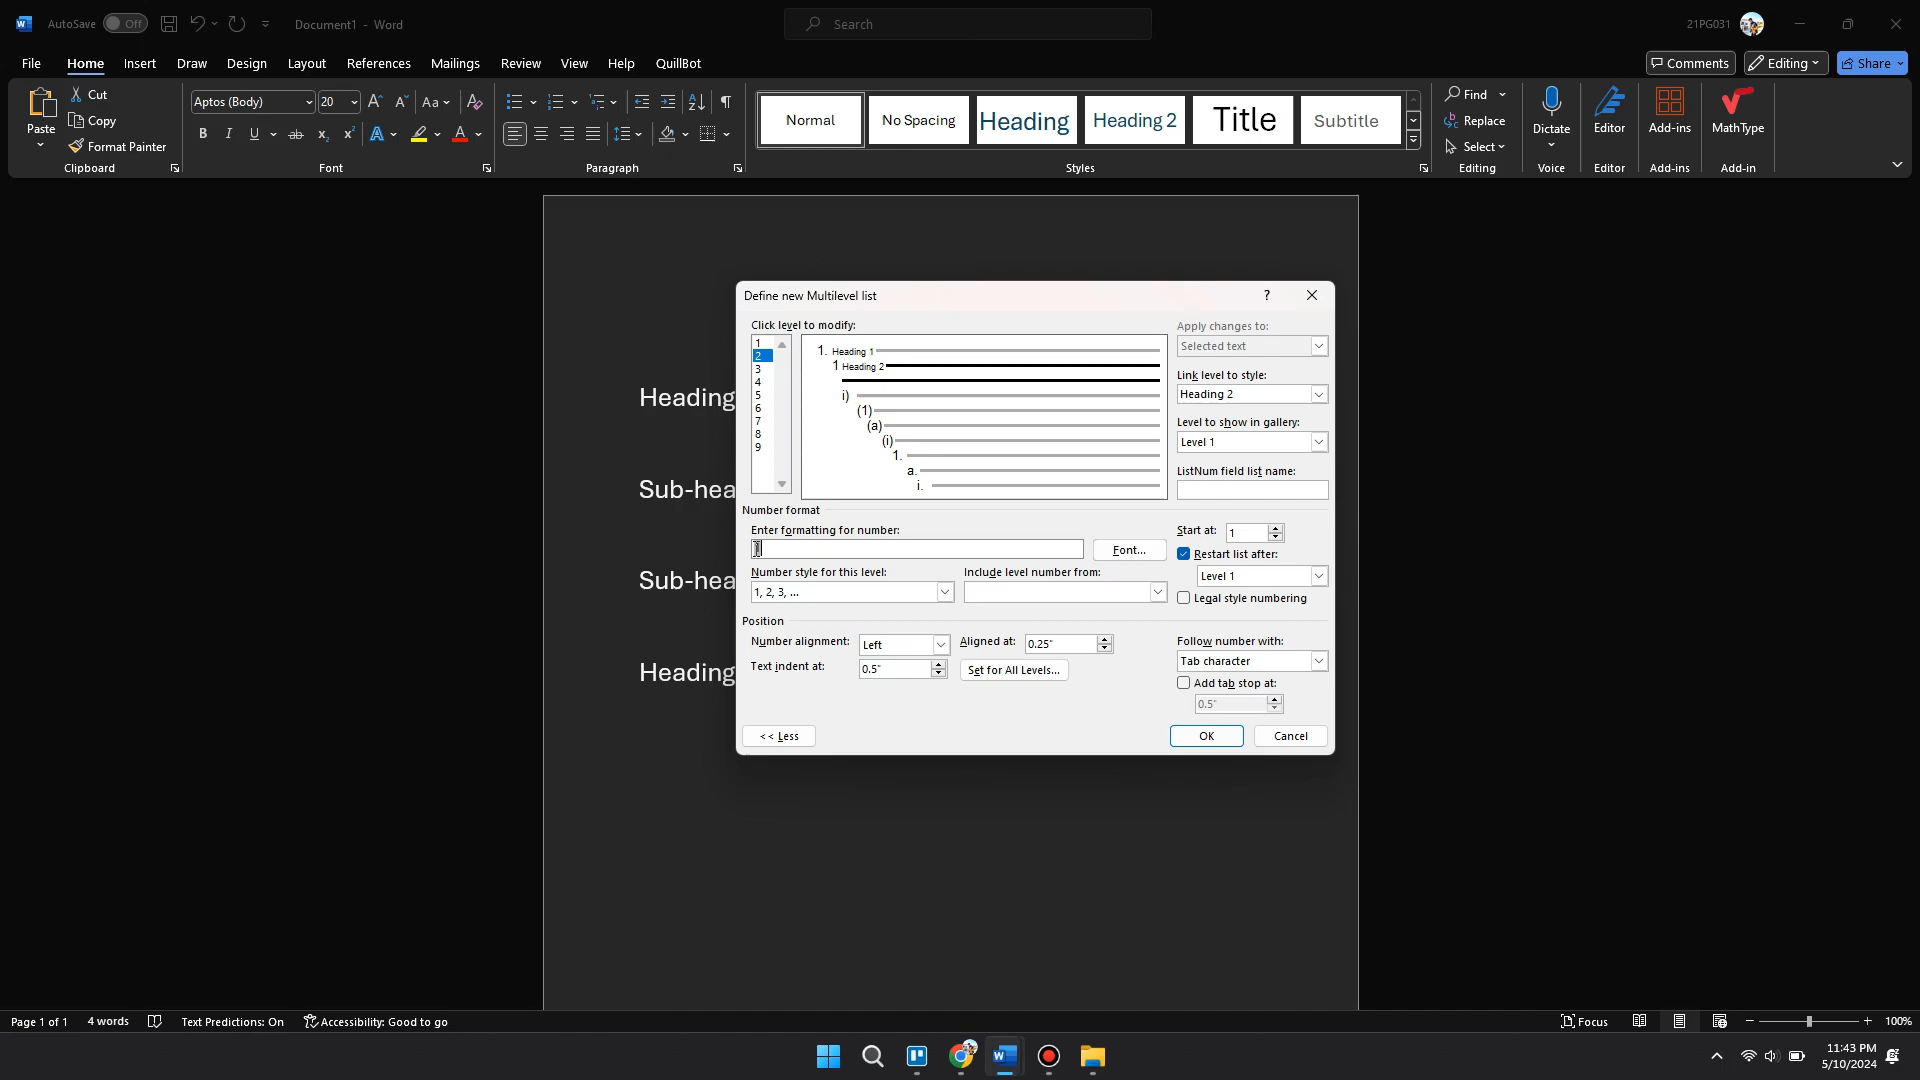 AutoSave Off Document1 - Word Search 21PG031
File Home Insert Draw Design Layout References Mailings Review View Help QuillBot Comments Editing Share
Paste Cut Copy Format Painter Clipboard
Aptos (Body) 20 Aa Font
Paragraph
Normal No Spacing Heading Heading 2 Title Subtitle Styles
Find Replace Select Editing
Dictate Voice
Editor Editor
Add-ins Add-ins
MathType Add-in
Heading
Sub-hea
Sub-hea
Heading
Define new Multilevel list ?
Click level to modify:
1
2
3
4
5
6
7
8
9
1. Heading 1
1 Heading 2
i)
(1)
(a)
(i)
1.
a.
i.
Apply changes to:
Selected text
Link level to style:
Heading 2
Level to show in gallery:
Level 1
ListNum field list name:
Number format
Enter formatting for number:
Font...
Start at: 1
Restart list after:
Level 1
Legal style numbering
Number style for this level: Include level number from:
1, 2, 3, ...
Position
Number alignment: Left Aligned at: 0.25"
Text indent at: 0.5" Set for All Levels...
Follow number with:
Tab character
Add tab stop at:
0.5"
<< Less OK Cancel
Page 1 of 1 4 words Text Predictions: On Accessibility: Good to go Focus 100%
11:43 PM
5/10/2024